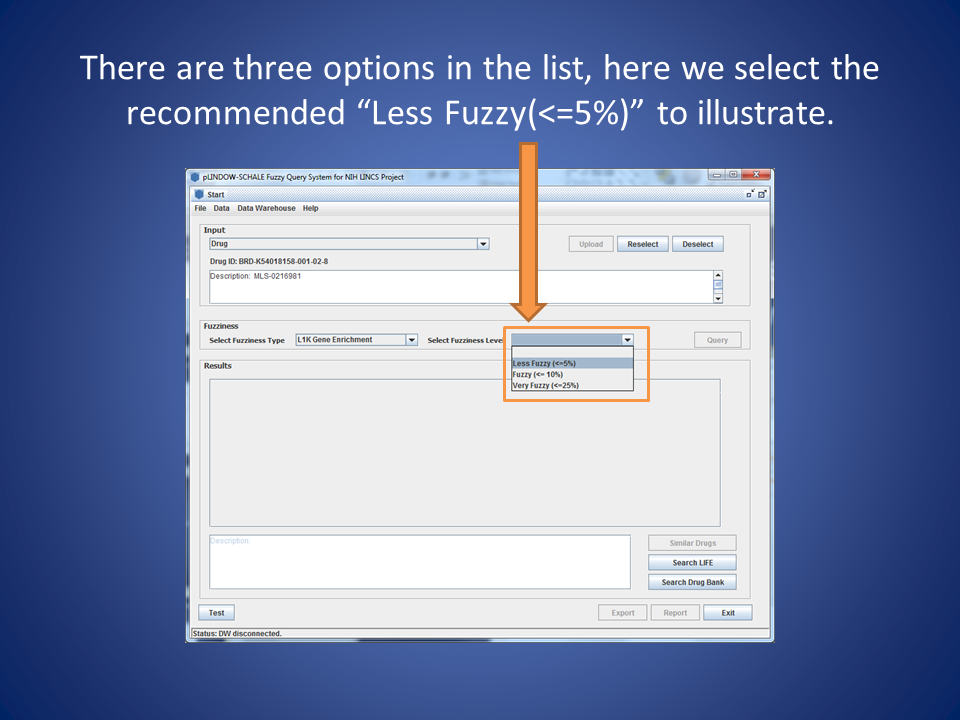 There are three options in the list, here we select the
recommended “Less Fuzzy(<=5%)” to illustrate.
pLINDOW-SCHALE Fuzzy Query System for NIH LINCS Project
Start
File Data Data Warehouse Help
Input
Drug
Upload Reselect Deselect
Drug ID: BRD-K54018158-001-02-8
Description: MLS-0216981
Fuzziness
Select Fuzziness Type L1K Gene Enrichment Select Fuzziness Level Query
Less Fuzzy (<=5%)
Fuzzy (<= 10%)
Very Fuzzy (<=25%)
Results
Description:
Similar Drugs
Search LIFE
Search Drug Bank
Test Export Report Exit
Status: DW disconnected.